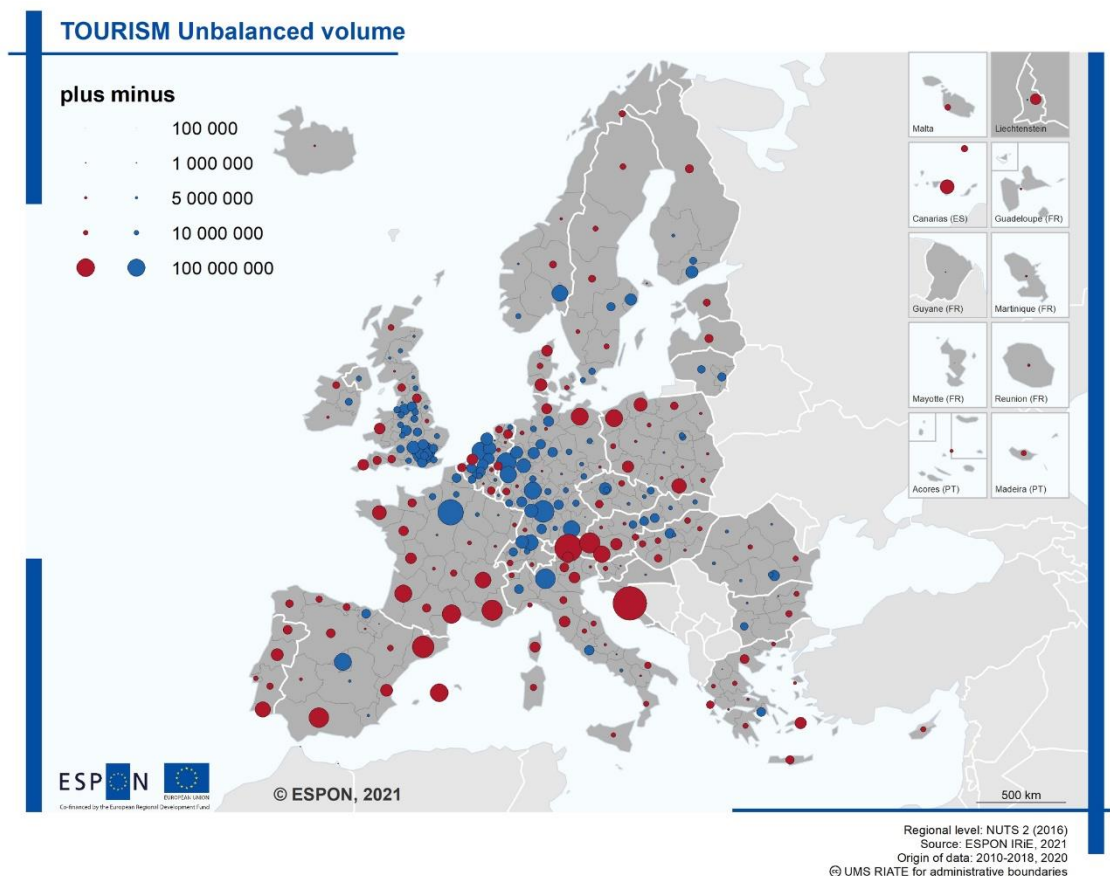 TOURISM Unbalanced volume
plus minus
100 000
1 000 000
5 000 000
10 000 000
100 000 000
Malta
Liechtenstein
Canarias (ES)
Guadeloupe (FR)
Guyane (FR)
Martinique (FR)
Mayotte (FR)
Reunion (FR)
Acores (PT)
Madeira (PT)
ESPON
EUROPEAN UNION
Co-financed by the European Regional Development Fund
© ESPON, 2021
500 km
Regional level: NUTS 2 (2016)
Source: ESPON IRiE, 2021
Origin of data: 2010-2018, 2020
UMS RIATE for administrative boundaries